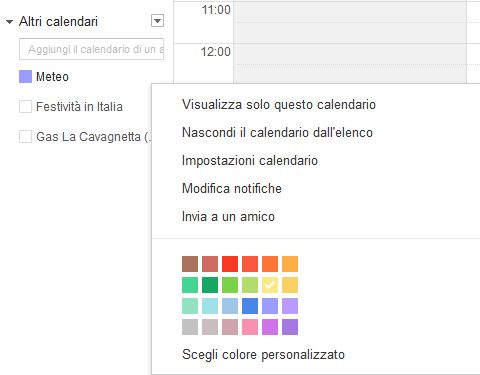 Altri calendari
Aggiungi il calendario di un a
Meteo
Festività in Italia
Gas La Cavagnetta (..
11:00
12:00
Visualizza solo questo calendario
Nascondi il calendario dall'elenco
Impostazioni calendario
Modifica notifiche
Invia a un amico
Scegli colore personalizzato